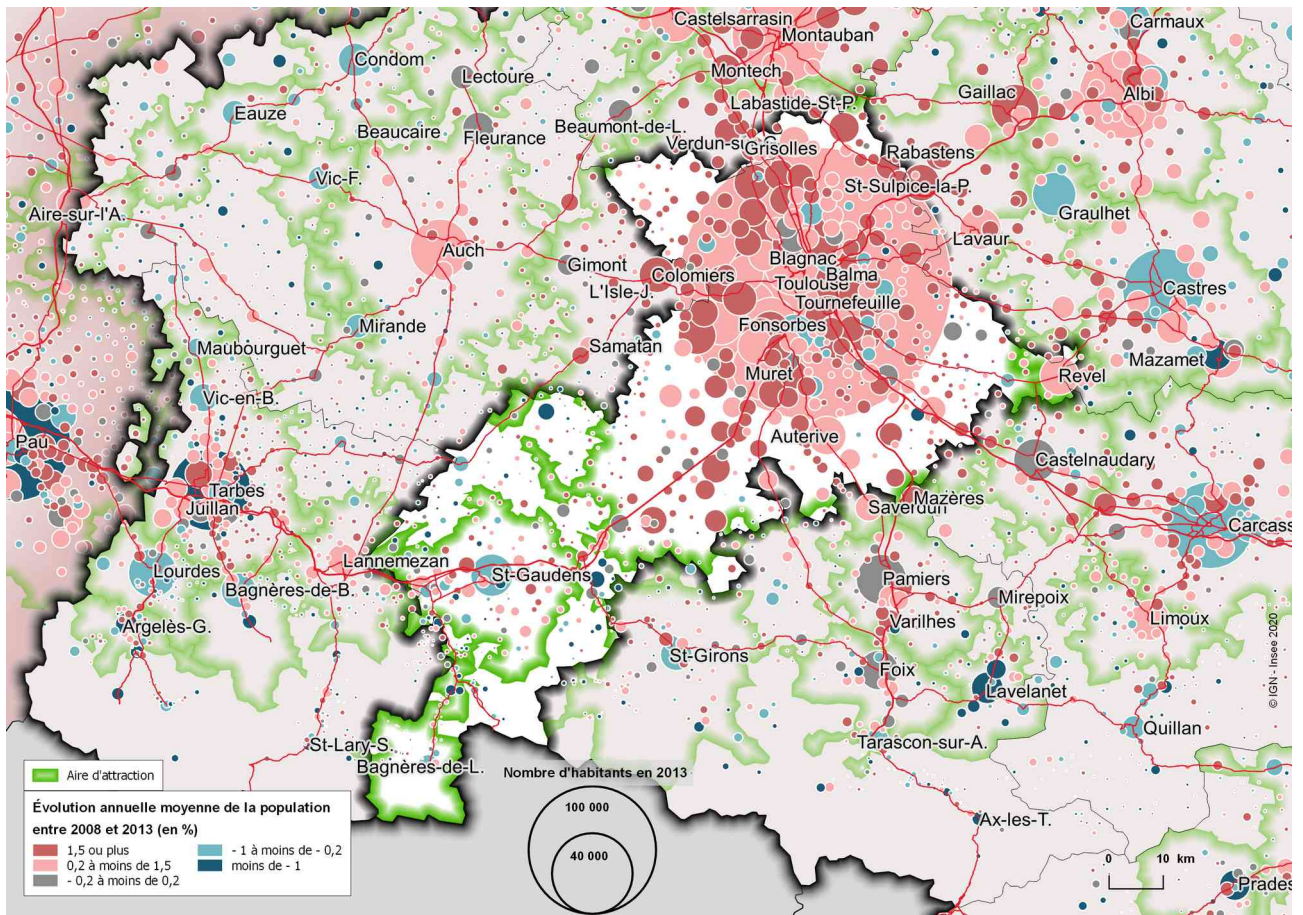 Castelsarrasin
Carmaux
Montauban
Condom
Lectoure
Montech
Gaillac
Albi
Labastide-St-P.
Eauze
Beaucaire
Fleurance
Beaumont-de-L.
Grisolles
Rabastens
Vic-F.
St-Sulpice-la-P.
Aire-sur-l'A.
Graulhet
Auch
Lavaur
Gimont
Blagnac
Colomiers
Balma
L'Isle-J.
Toulouse
Castres
Tournefeuille
Mirande
Fonsorbes
Maubourguet
Samatan
Mazamet
Muret
Revel
Vic-en-B.
Pau
Auterive
Castelnaudary
Tarbes
Mazères
Juillan
Saverdun
Carcass
Lannemezan
Lourdes
St-Gaudens
Bagnères-de-B.
Pamiers
Mirepoix
Argelès-G.
Varilhes
Limoux
St-Girons
Foix
Lavelanet
Quillan
St-Lary-S.
Tarascon-sur-A.
Bagnères-de-L.
Ax-les-T.
Prades
© IGN - Insee 2020
Aire d'attraction
Évolution annuelle moyenne de la population
entre 2008 et 2013 (en %)
1,5 ou plus
0,2 à moins de 1,5
- 0,2 à moins de 0,2
- 1 à moins de - 0,2
moins de - 1
Nombre d'habitants en 2013
100 000
40 000
0 10 km